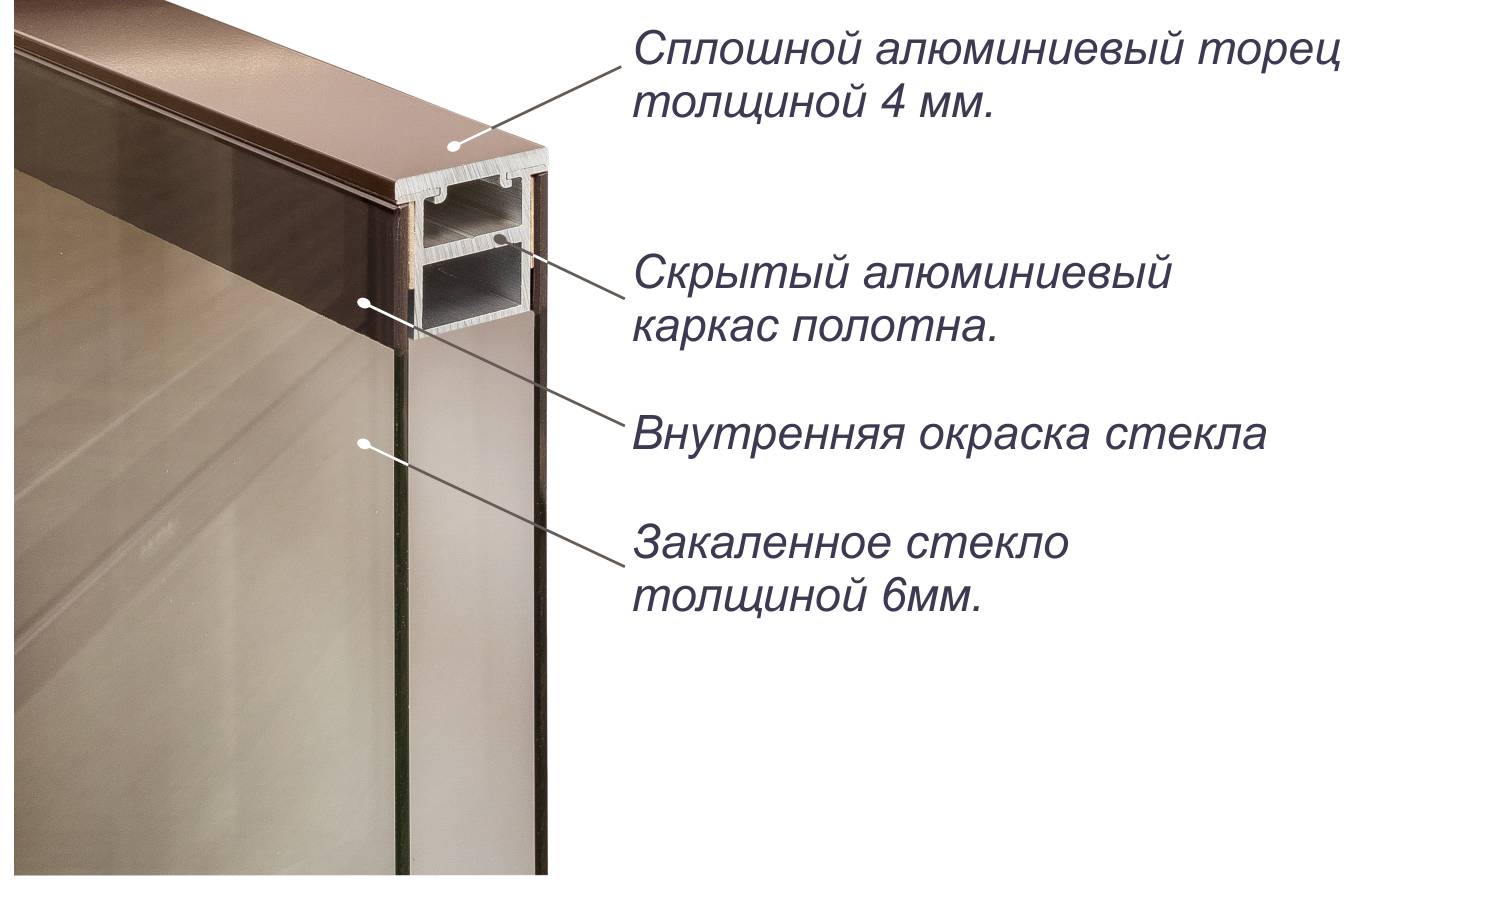 Сплошной алюминиевый торец
толщиной 4 мм.
Скрытый алюминиевый
каркас полотна.
Внутренняя окраска стекла
Закаленное стекло
толщиной 6мм.